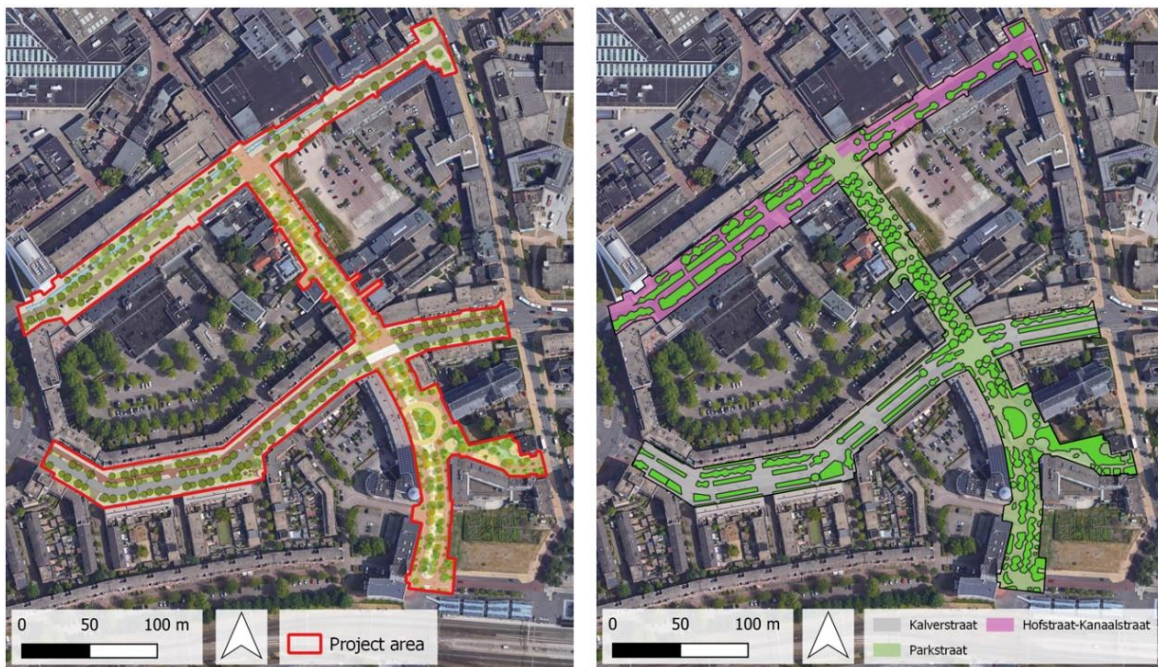 0 50 100 m
Project area
0 50 100 m
Kalverstraat
Hofstraat-Kanaalstraat
Parkstraat